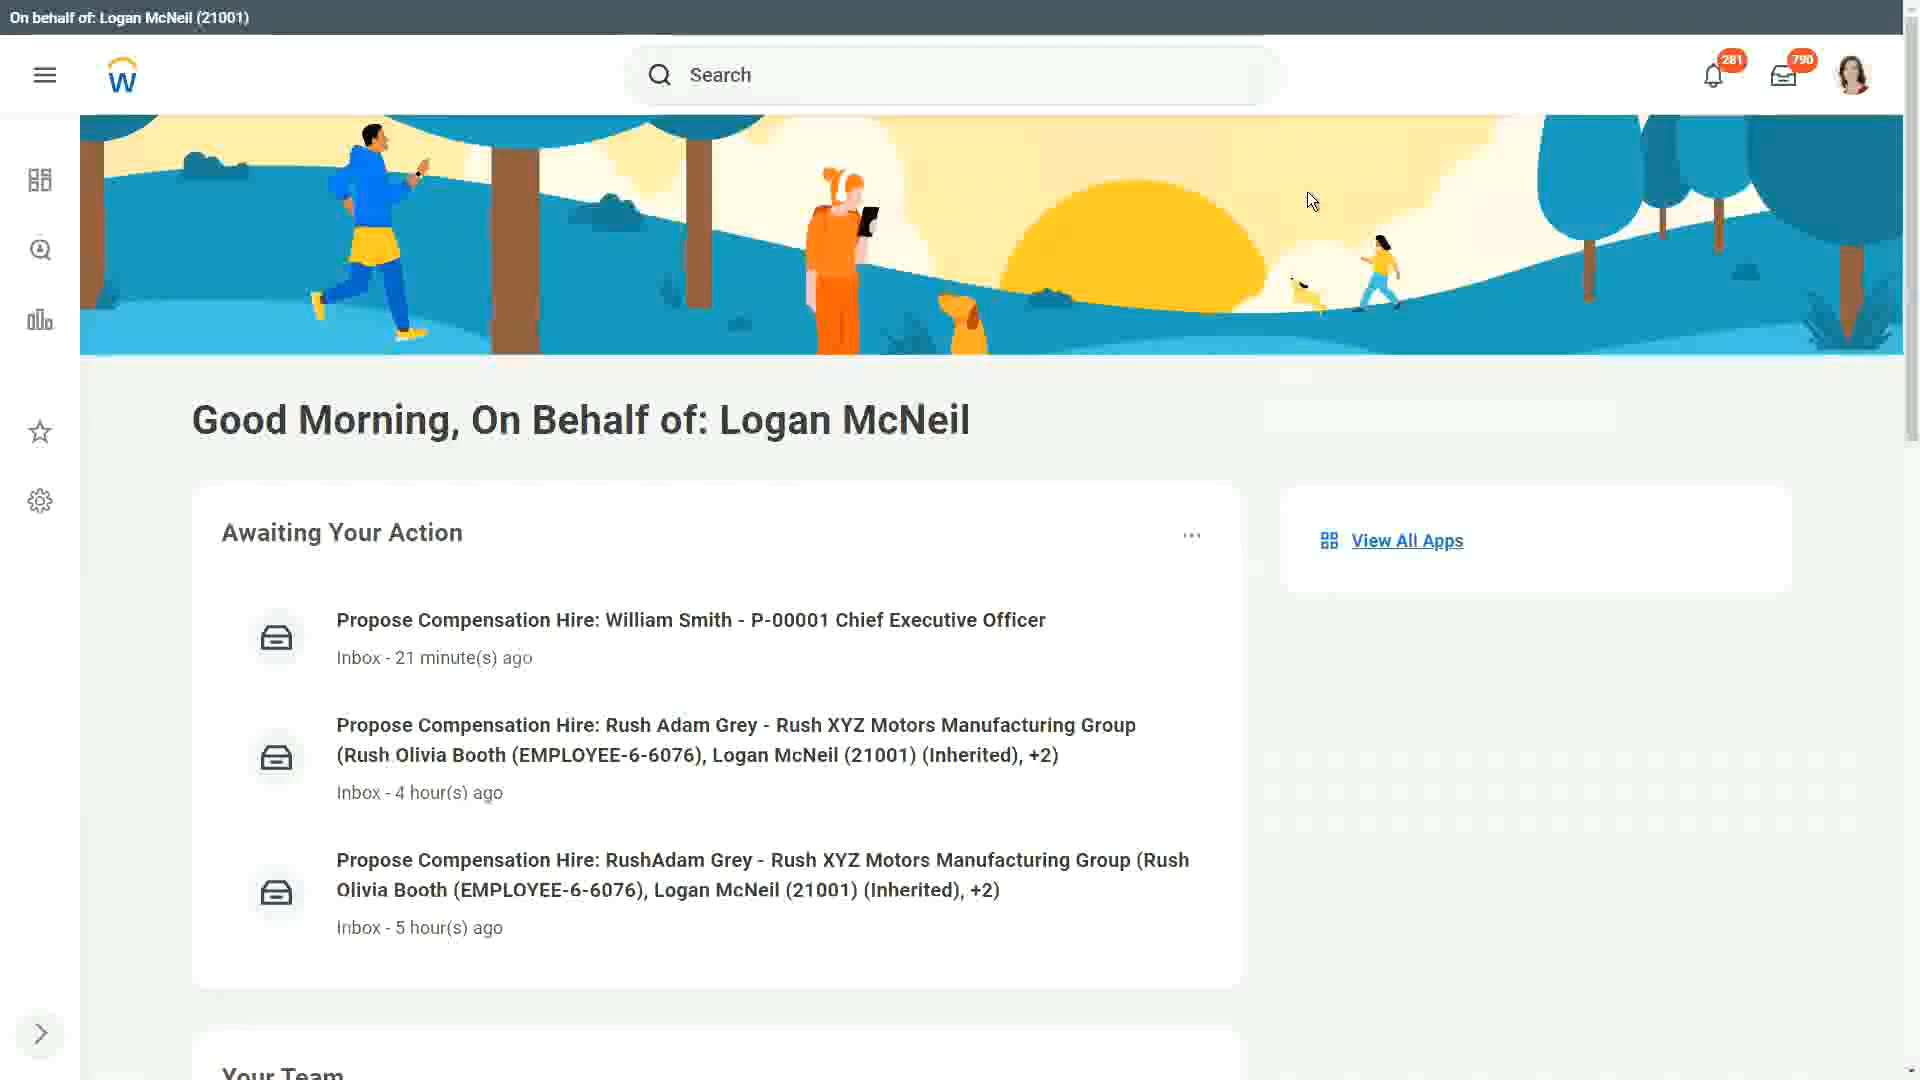 On behalf of: Logan McNeil (21001)
W
Search
281
790
Good Morning, On Behalf of: Logan McNeil
Awaiting Your Action
View All Apps
Propose Compensation Hire: William Smith - P-00001 Chief Executive Officer
Inbox - 21 minute(s) ago
Propose Compensation Hire: Rush Adam Grey - Rush XYZ Motors Manufacturing Group
(Rush Olivia Booth (EMPLOYEE-6-6076), Logan McNeil (21001) (Inherited), +2)
Inbox - 4 hour(s) ago
Propose Compensation Hire: RushAdam Grey - Rush XYZ Motors Manufacturing Group (Rush
Olivia Booth (EMPLOYEE-6-6076), Logan McNeil (21001) (Inherited), +2)
Inbox - 5 hour(s) ago
Your Team